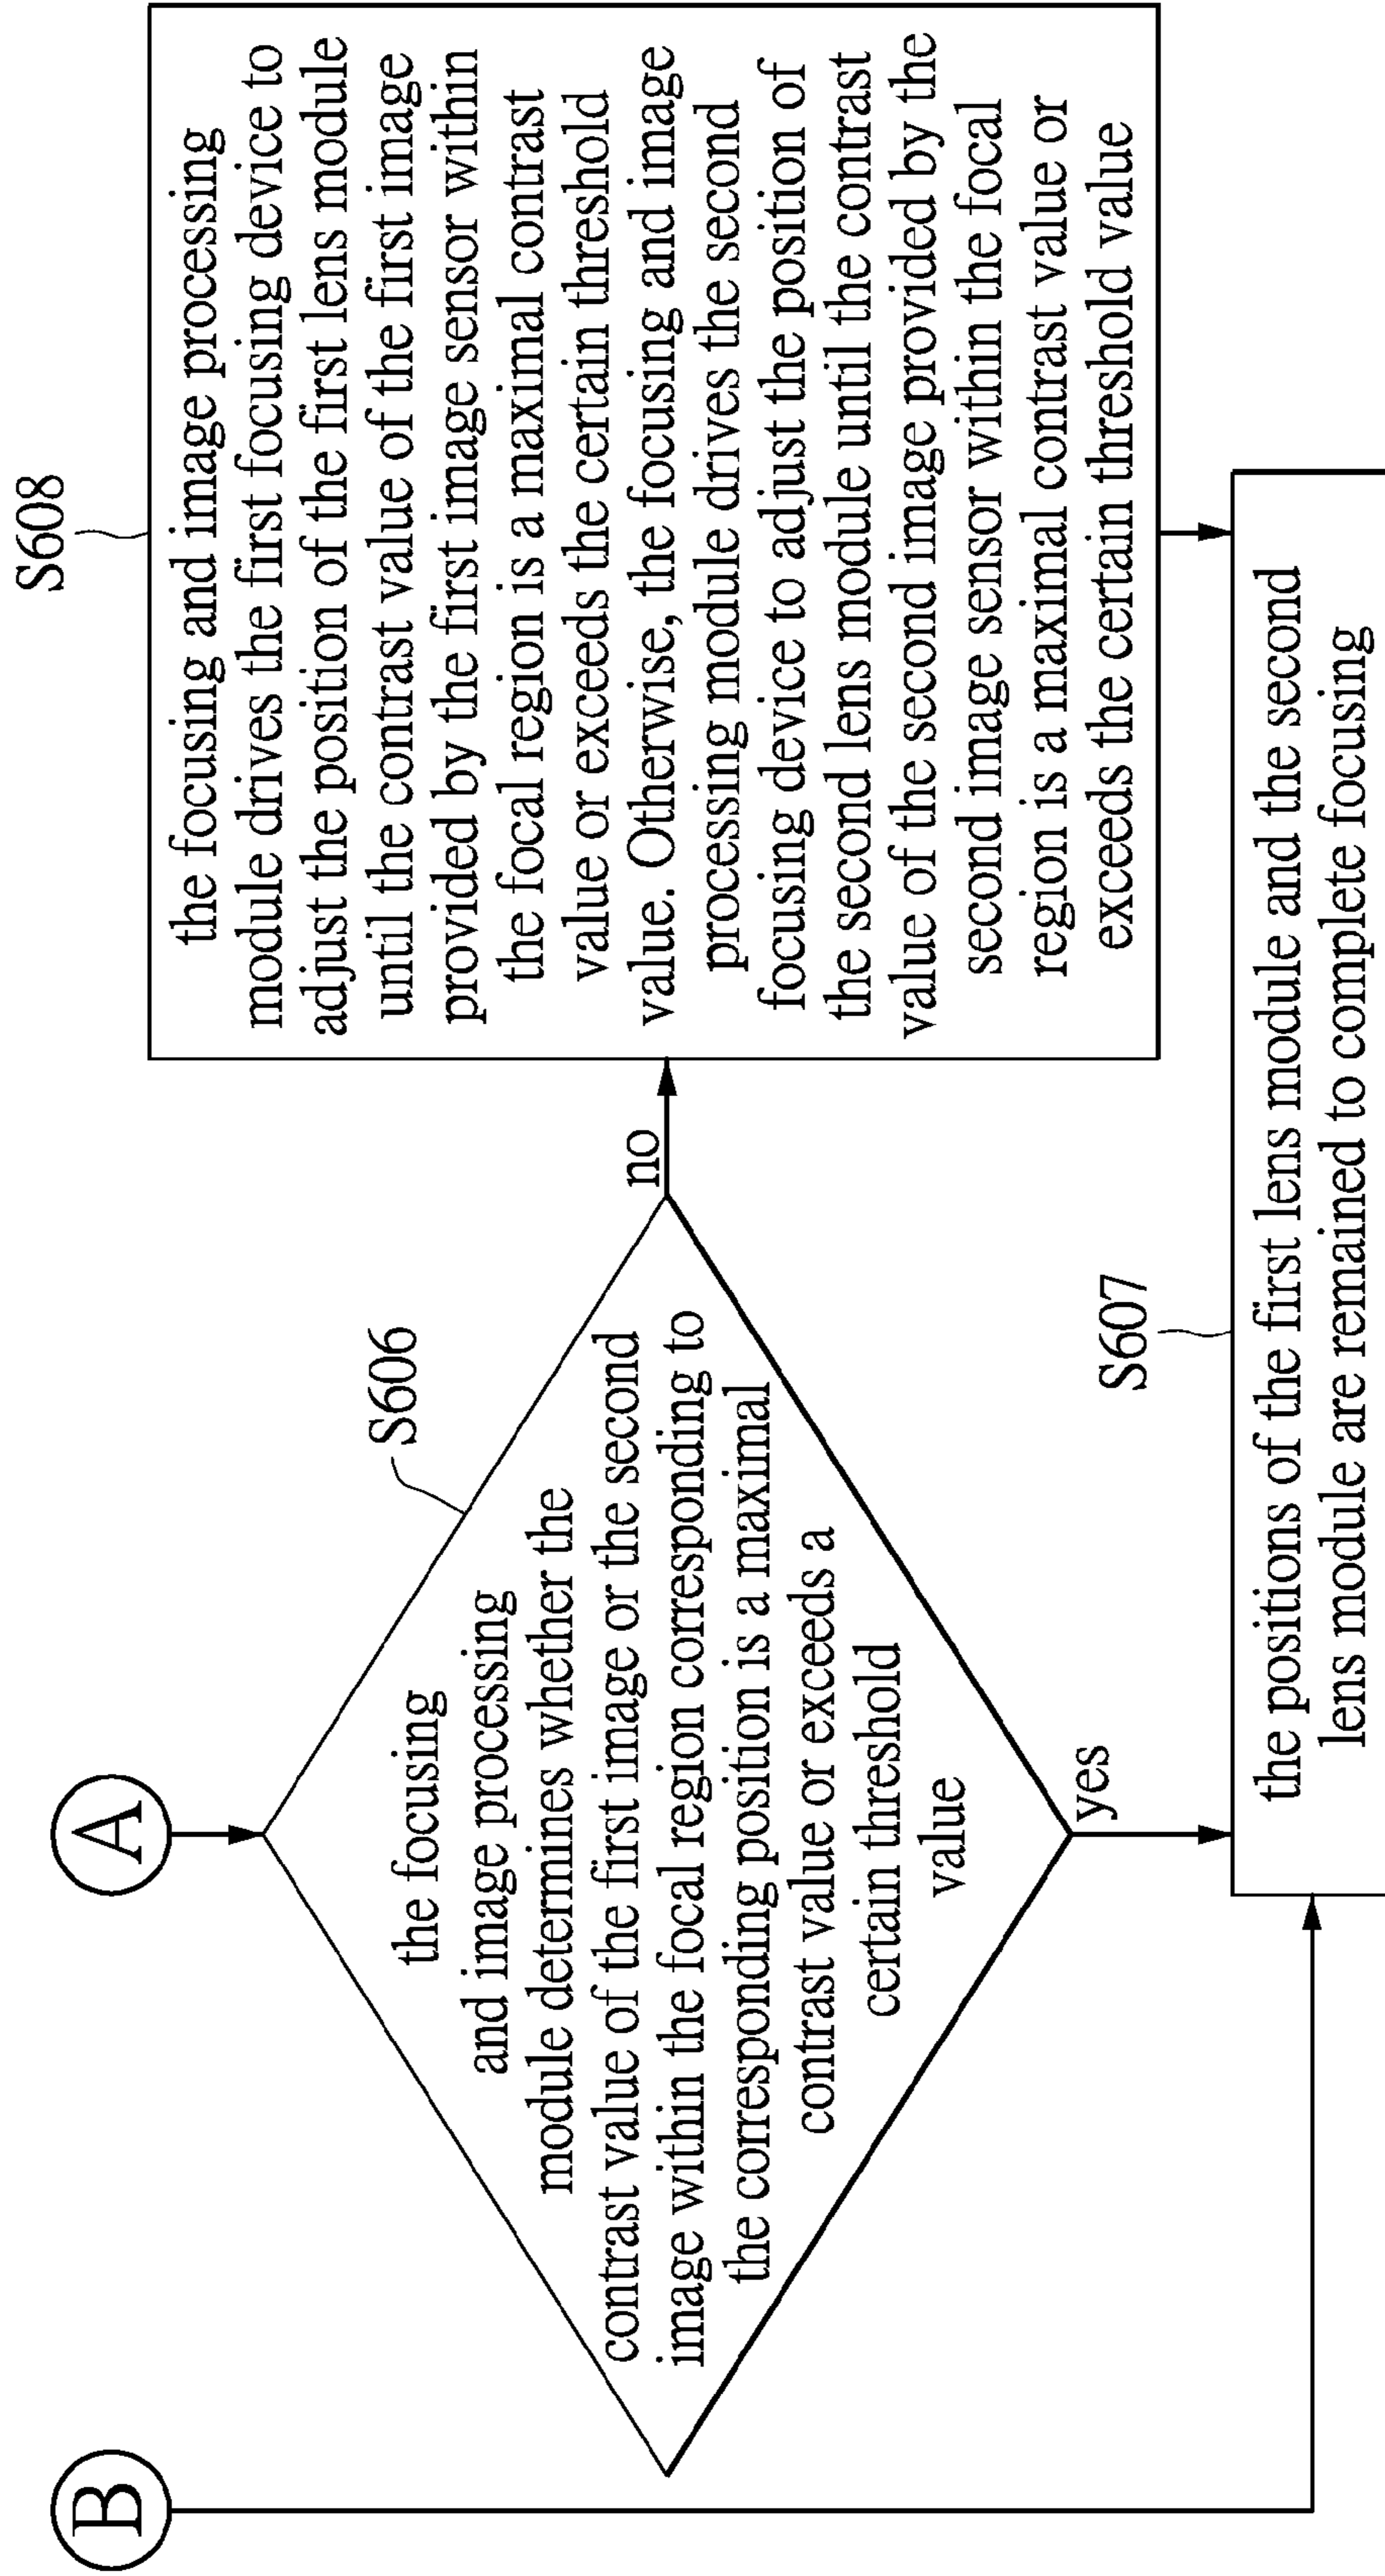 B
A
S606
the focusing
and image processing
module determines whether the
contrast value of the first image or the second
image within the focal region corresponding to
the corresponding position is a maximal
contrast value or exceeds a
certain threshold
value
no
yes
S608
the focusing and image processing
module drives the first focusing device to
adjust the position of the first lens module
until the contrast value of the first image
provided by the first image sensor within
the focal region is a maximal contrast
value or exceeds the certain threshold
value. Otherwise, the focusing and image
processing module drives the second
focusing device to adjust the position of
the second lens module until the contrast
value of the second image provided by the
second image sensor within the focal
region is a maximal contrast value or
exceeds the certain threshold value
S607
the positions of the first lens module and the second
lens module are remained to complete focusing